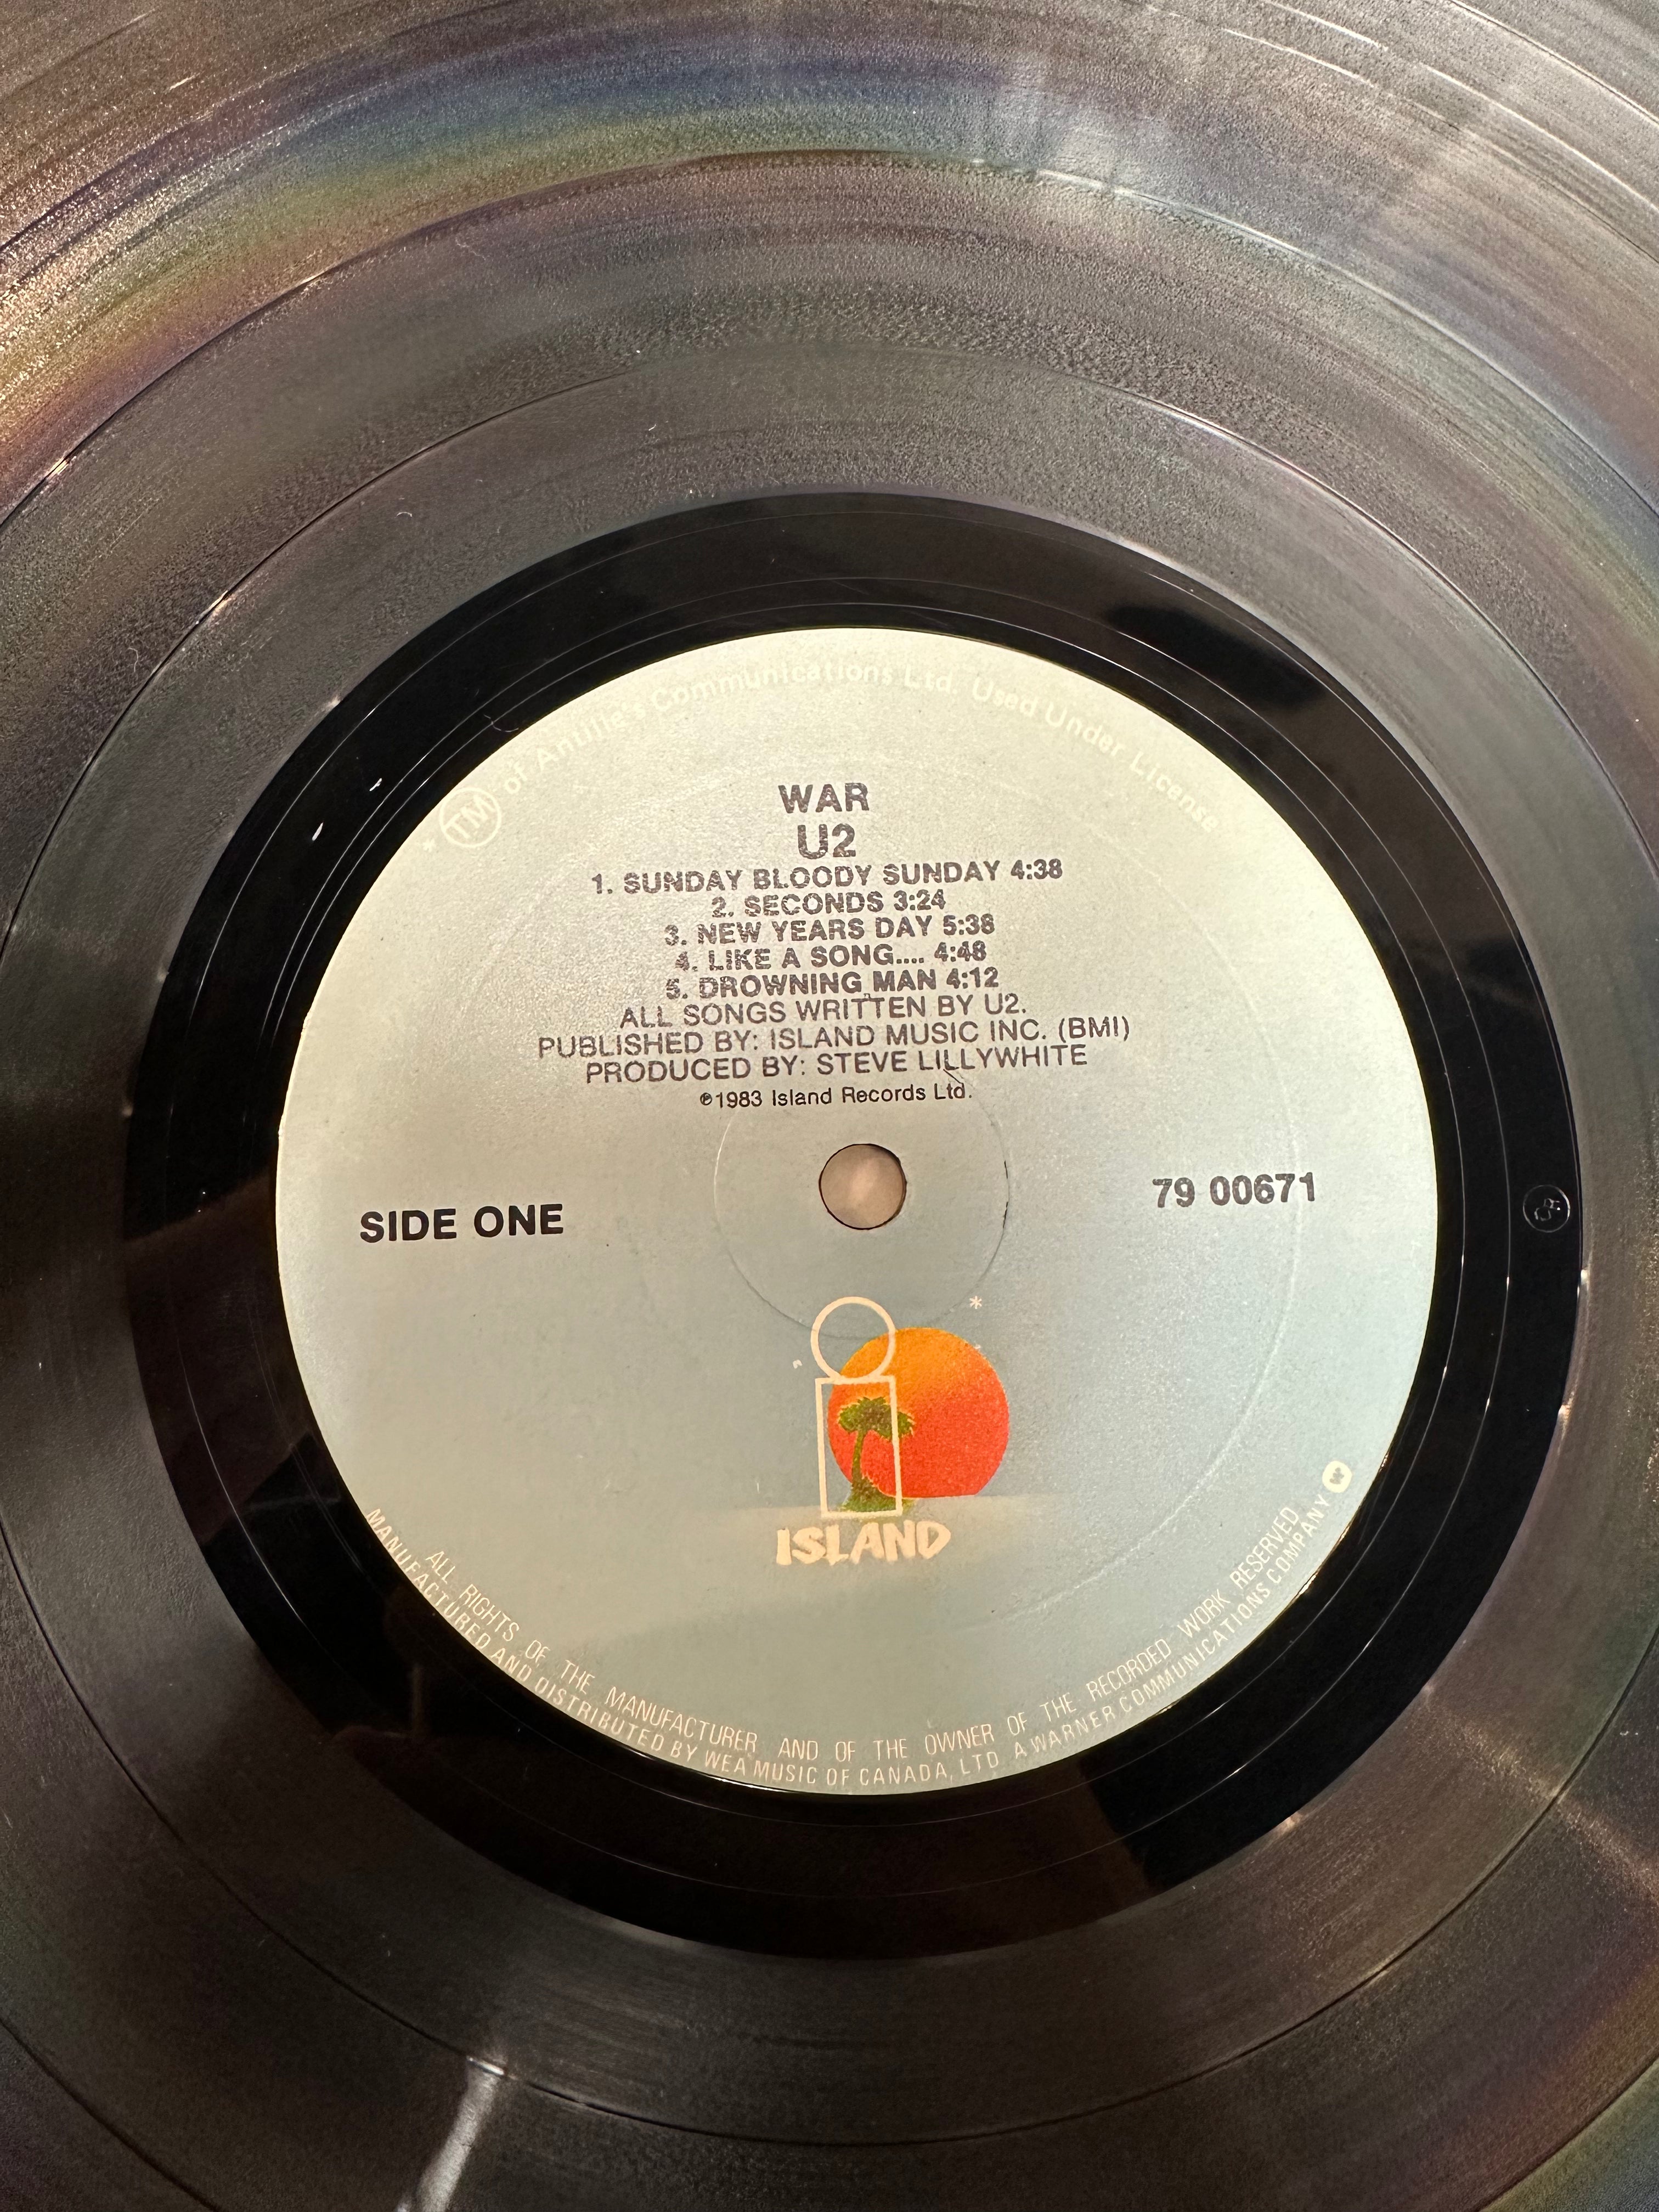 * TM of Antilje's Communications Ltd. Used Under License
WAR
U2
1. SUNDAY BLOODY SUNDAY 4:38
2. SECONDS 3:24
3. NEW YEARS DAY 5:38
4. LIKE A SONG.... 4:48
5. DROWNING MAN 4:12
ALL SONGS WRITTEN BY U2.
PUBLISHED BY: ISLAND MUSIC INC. (BMI)
PRODUCED BY: STEVE LILLYWHITE
℗1983 Island Records Ltd.
SIDE ONE
79 00671
*
ISLAND
ALL RIGHTS OF THE MANUFACTURER AND OF THE OWNER OF THE RECORDED WORK RESERVED
MANUFACTURED AND DISTRIBUTED BY WEA MUSIC OF CANADA, LTD A WARNER COMMUNICATIONS COMPANY